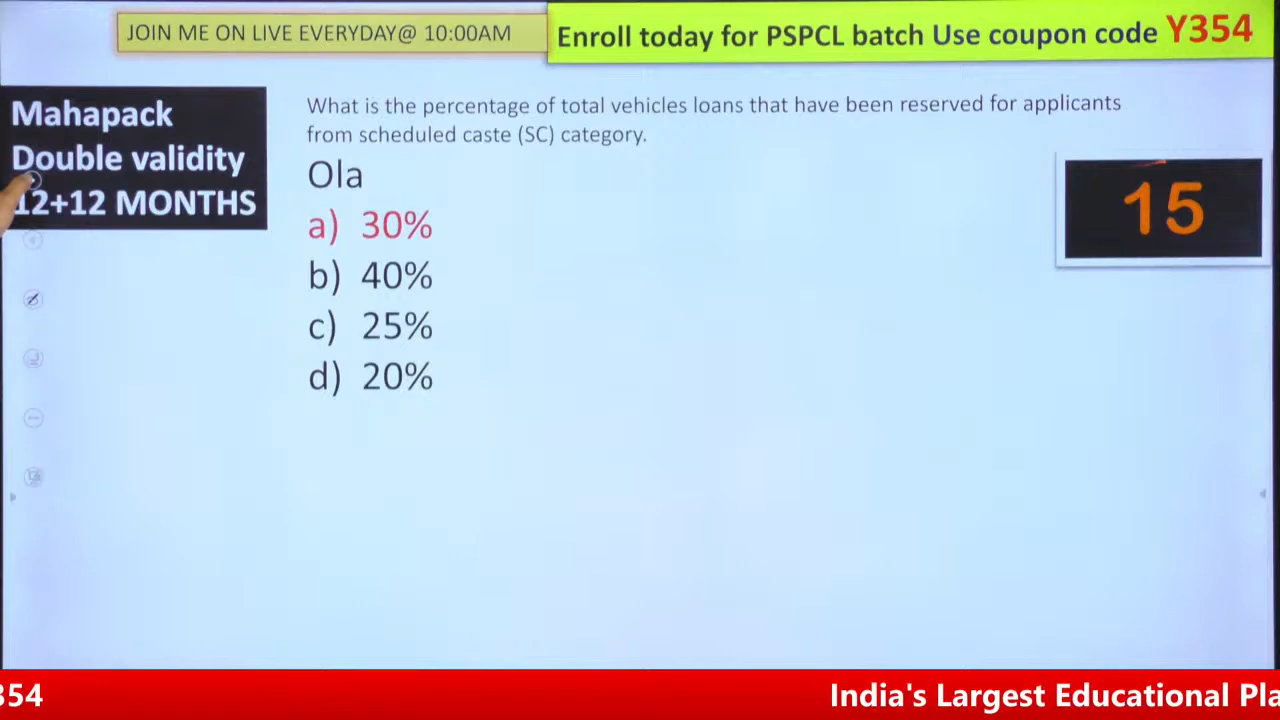 JOIN ME ON LIVE EVERYDAY@ 10:00AM
Enroll today for PSPCL batch Use coupon code Y354
Mahapack
Double validity
12+12 MONTHS
What is the percentage of total vehicles loans that have been reserved for applicants
from scheduled caste (SC) category.
Ola
a) 30%
b) 40%
c) 25%
d) 20%
15
354
India's Largest Educational Pla